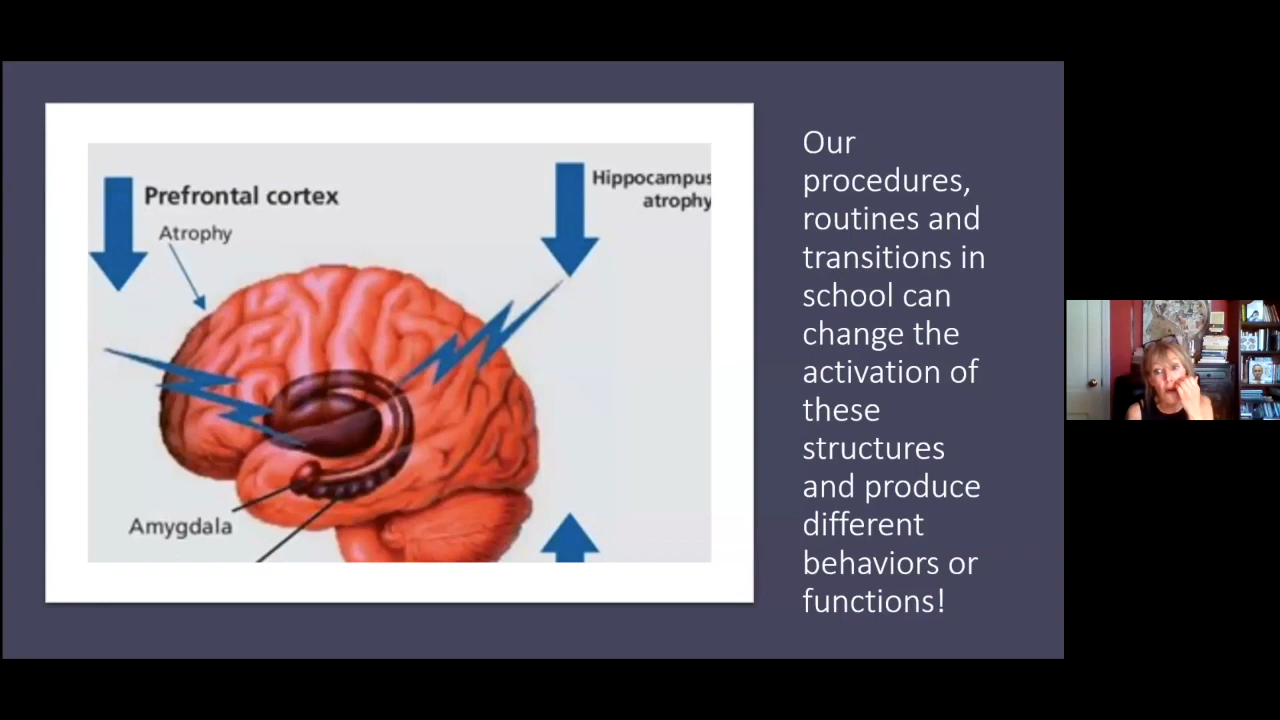 Prefrontal cortex
Atrophy
Hippocampus
atrophy
Amygdala
Our
procedures,
routines and
transitions in
school can
change the
activation of
these
structures
and produce
different
behaviors or
functions!